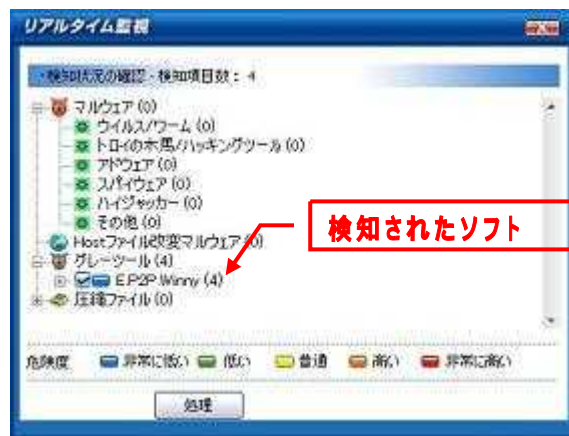 リアルタイム監視
検知状況の確認 - 検知項目数: 4
マルウェア (0)
ウイルス/ワーム (0)
トロイの木馬/ハッキングツール (0)
アドウェア (0)
スパイウェア (0)
ハイジャッカー (0)
その他 (0)
Hostファイル改変マルウェア (0)
グレーツール (4)
E.P2P.Winny (4)
圧縮ファイル (0)
検知されたソフト
危険度 非常に低い 低い 普通 高い 非常に高い
処理